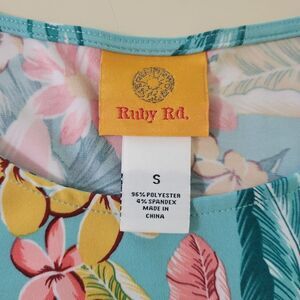 Ruby Rd.
S
96% POLYESTER
4% SPANDEX
MADE IN
CHINA